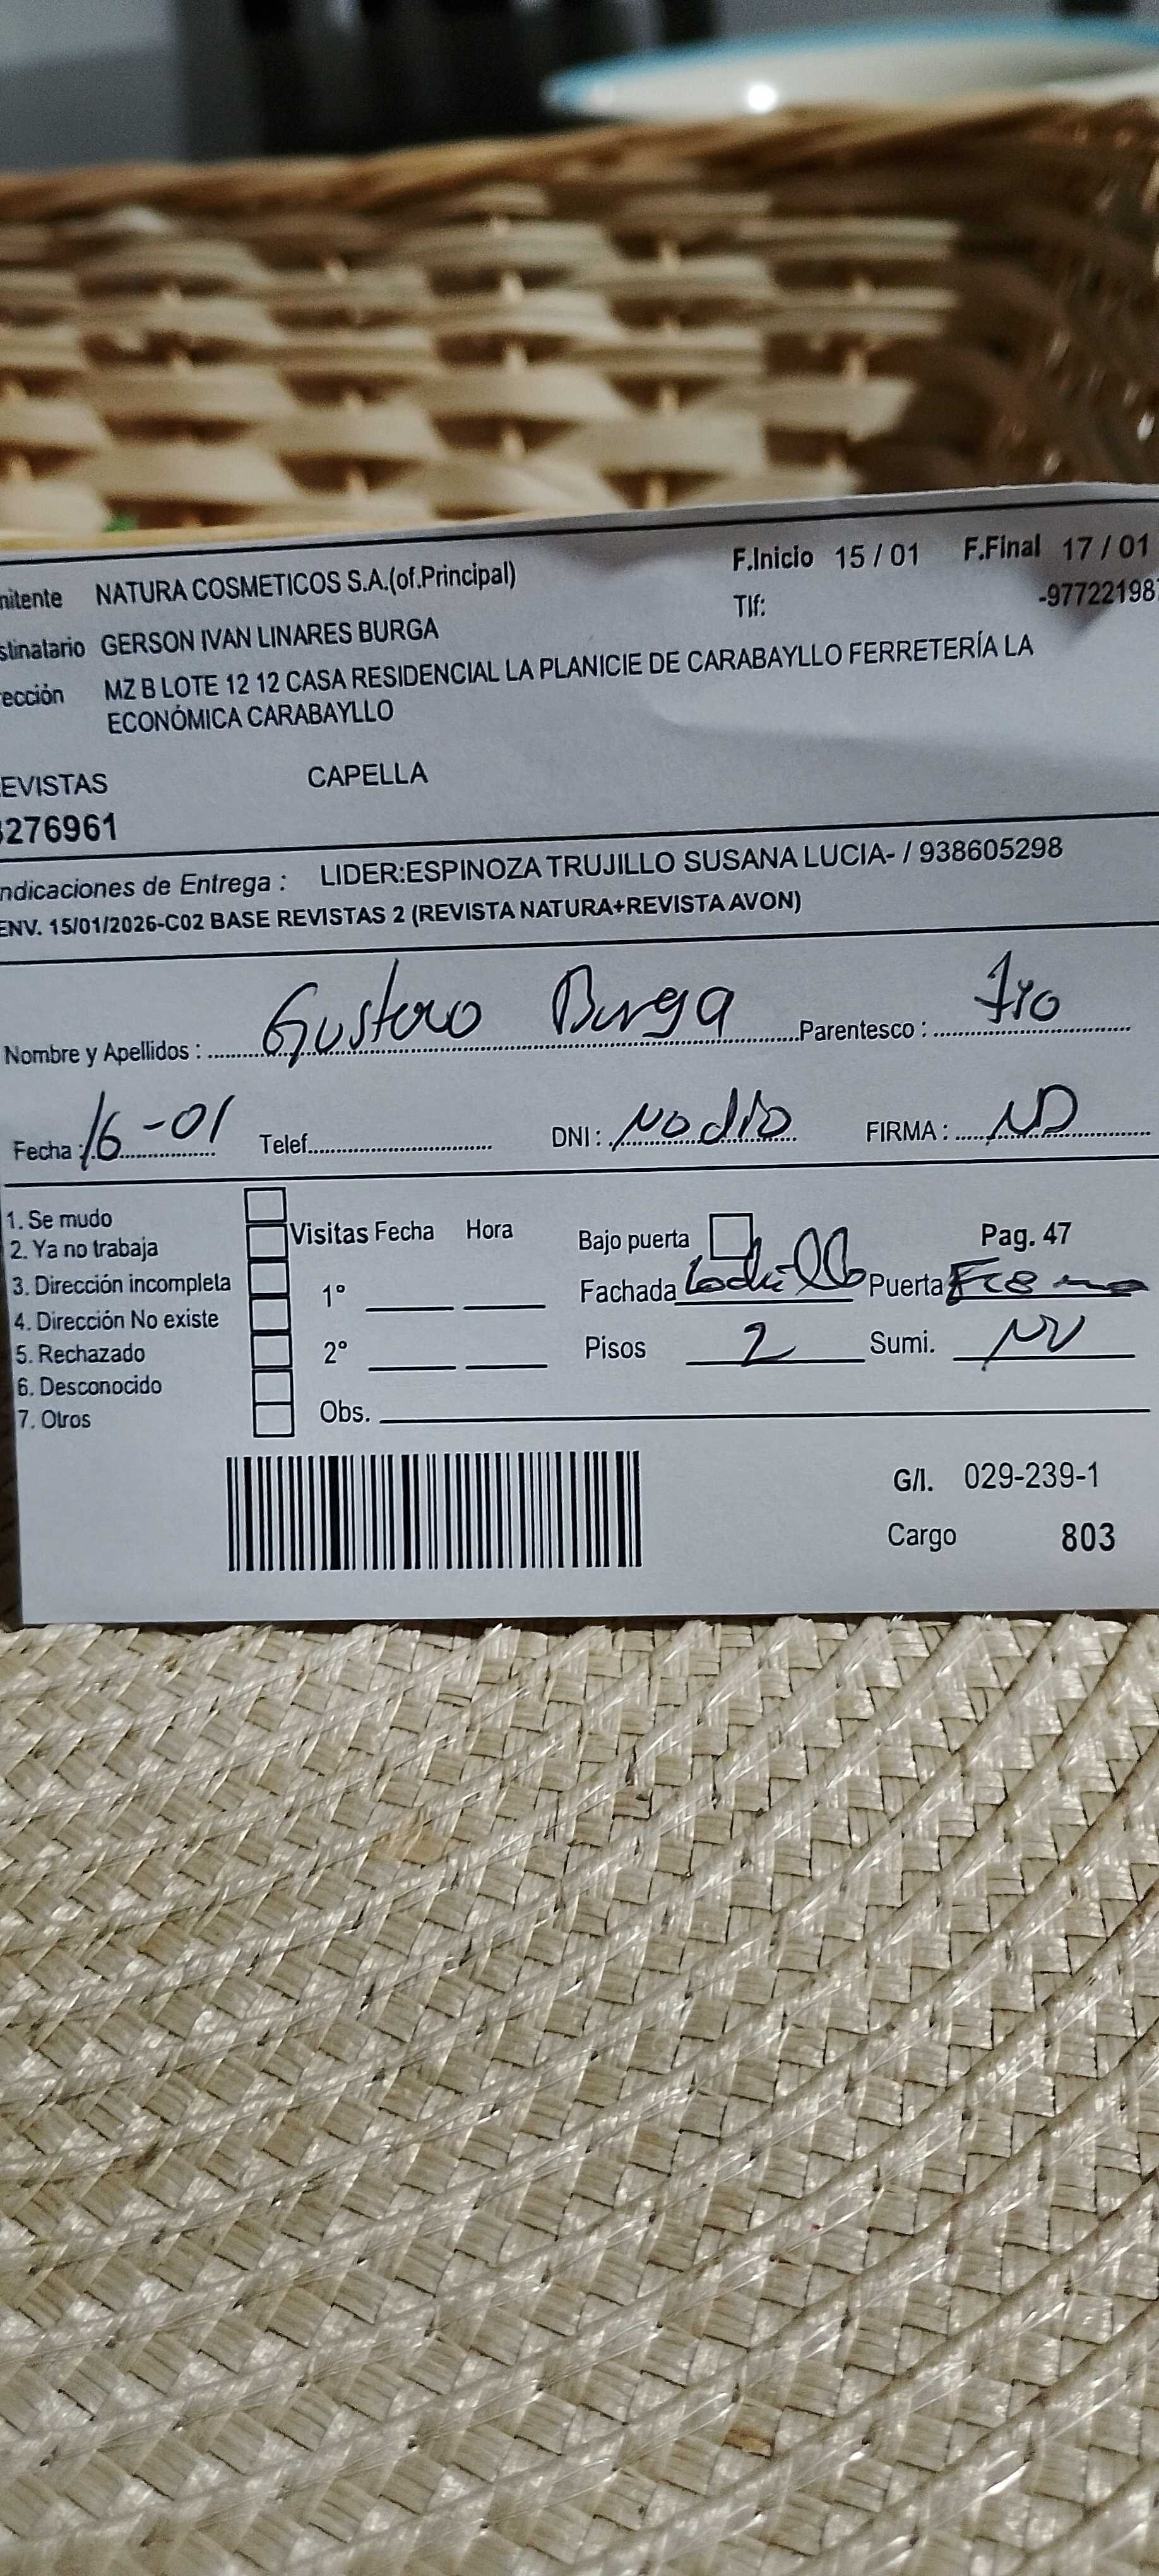 mitente NATURA COSMETICOS S.A.(of.Principal) F.Inicio 15 / 01 F.Final 17 / 01
Tlf: -97722198
stinatario GERSON IVAN LINARES BURGA
rección MZ B LOTE 12 12 CASA RESIDENCIAL LA PLANICIE DE CARABAYLLO FERRETERÍA LA
ECONÓMICA CARABAYLLO
EVISTAS CAPELLA
3276961
ndicaciones de Entrega : LIDER:ESPINOZA TRUJILLO SUSANA LUCIA- / 938605298
ENV. 15/01/2026-C02 BASE REVISTAS 2 (REVISTA NATURA+REVISTA AVON)
Nombre y Apellidos : Gustavo Burga Parentesco : Tio
Fecha : 16-01 Telef. DNI : No dio FIRMA : ND
1. Se mudo
2. Ya no trabaja
3. Dirección incompleta
4. Dirección No existe
5. Rechazado
6. Desconocido
7. Otros
Visitas Fecha Hora
1°
2°
Obs.
Bajo puerta Pag. 47
Fachada Ladrillo Puerta
Pisos 2 Sumi. NV
G/I. 029-239-1
Cargo 803